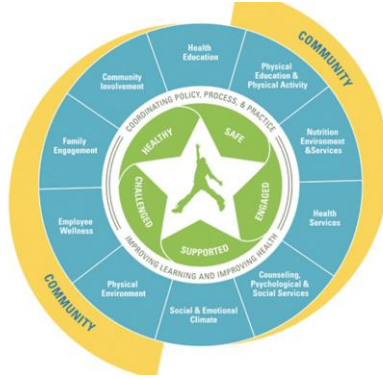 COMMUNITY
Health
Education
Physical
Education &
Physical Activity
Nutrition
Environment
&Services
Health
Services
Counseling,
Psychological &
Social Services
Social & Emotional
Climate
Physical
Environment
Employee
Wellness
Family
Engagement
Community
Involvement
COORDINATING POLICY, PROCESS, & PRACTICE
IMPROVING LEARNING AND IMPROVING HEALTH
HEALTHY
SAFE
ENGAGED
SUPPORTED
CHALLENGED
COMMUNITY